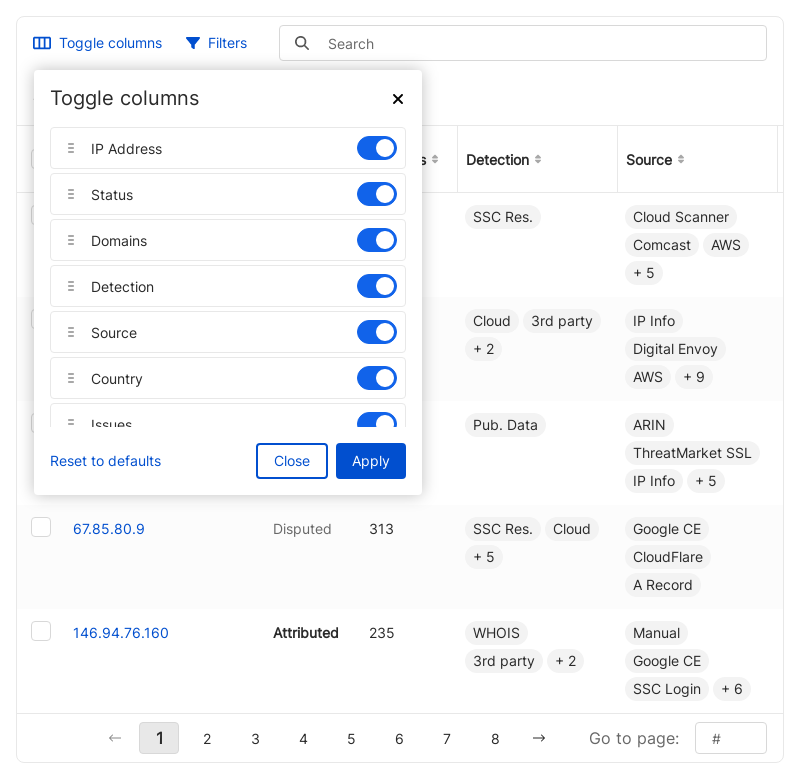 Toggle columns Filters Search
Toggle columns
IP Address
Status
Domains
Detection
Source
Country
Issues
Reset to defaults Close Apply
s Detection Source
SSC Res. Cloud Scanner
Comcast AWS
+ 5
Cloud 3rd party IP Info
+ 2 Digital Envoy
AWS + 9
Pub. Data ARIN
ThreatMarket SSL
IP Info + 5
67.85.80.9 Disputed 313 SSC Res. Cloud Google CE
+ 5 CloudFlare
A Record
146.94.76.160 Attributed 235 WHOIS Manual
3rd party + 2 Google CE
SSC Login + 6
← 1 2 3 4 5 6 7 8 → Go to page: #